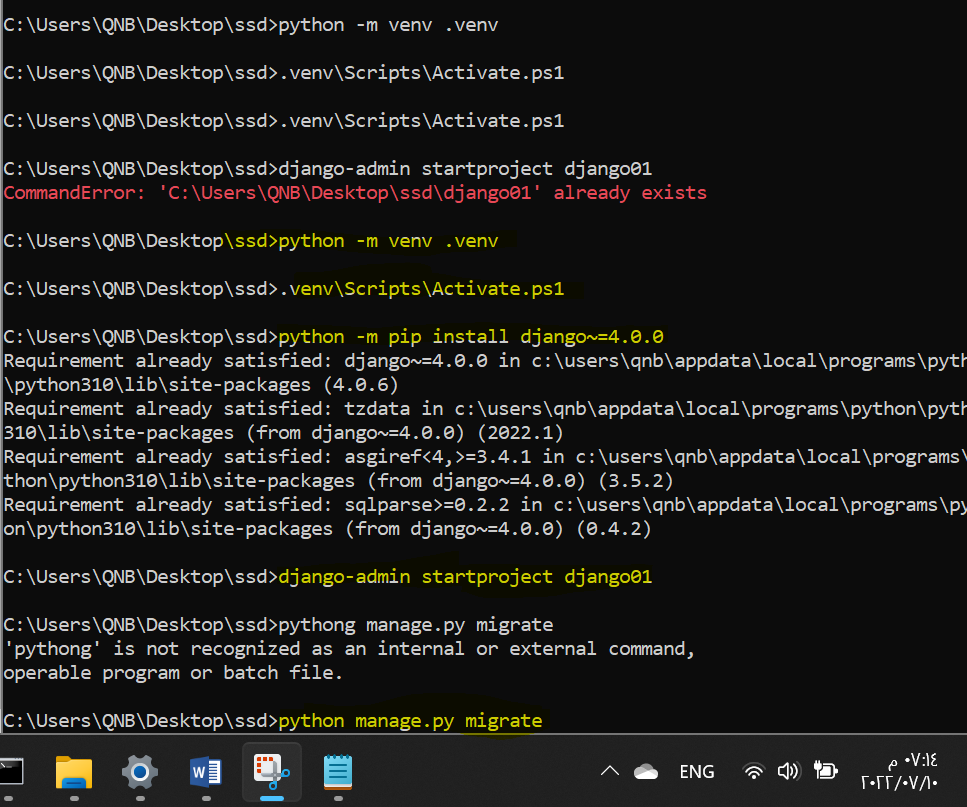 C:\Users\QNB\Desktop\ssd>python -m venv .venv
C:\Users\QNB\Desktop\ssd>.venv\Scripts\Activate.ps1
C:\Users\QNB\Desktop\ssd>.venv\Scripts\Activate.ps1
C:\Users\QNB\Desktop\ssd>django-admin startproject django01
CommandError: 'C:\Users\QNB\Desktop\ssd\django01' already exists
C:\Users\QNB\Desktop\ssd>python -m venv .venv
C:\Users\QNB\Desktop\ssd>.venv\Scripts\Activate.ps1
C:\Users\QNB\Desktop\ssd>python -m pip install django~=4.0.0
Requirement already satisfied: django~=4.0.0 in c:\users\qnb\appdata\local\programs\pyth
\python310\lib\site-packages (4.0.6)
Requirement already satisfied: tzdata in c:\users\qnb\appdata\local\programs\python\pyth
310\lib\site-packages (from django~=4.0.0) (2022.1)
Requirement already satisfied: asgiref<4,>=3.4.1 in c:\users\qnb\appdata\local\programs\
thon\python310\lib\site-packages (from django~=4.0.0) (3.5.2)
Requirement already satisfied: sqlparse>=0.2.2 in c:\users\qnb\appdata\local\programs\py
on\python310\lib\site-packages (from django~=4.0.0) (0.4.2)
C:\Users\QNB\Desktop\ssd>django-admin startproject django01
C:\Users\QNB\Desktop\ssd>pythong manage.py migrate
'pythong' is not recognized as an internal or external command,
operable program or batch file.
C:\Users\QNB\Desktop\ssd>python manage.py migrate
W
ENG
٠٧:١٤ م
٢٠٢٢/٠٧/١٠